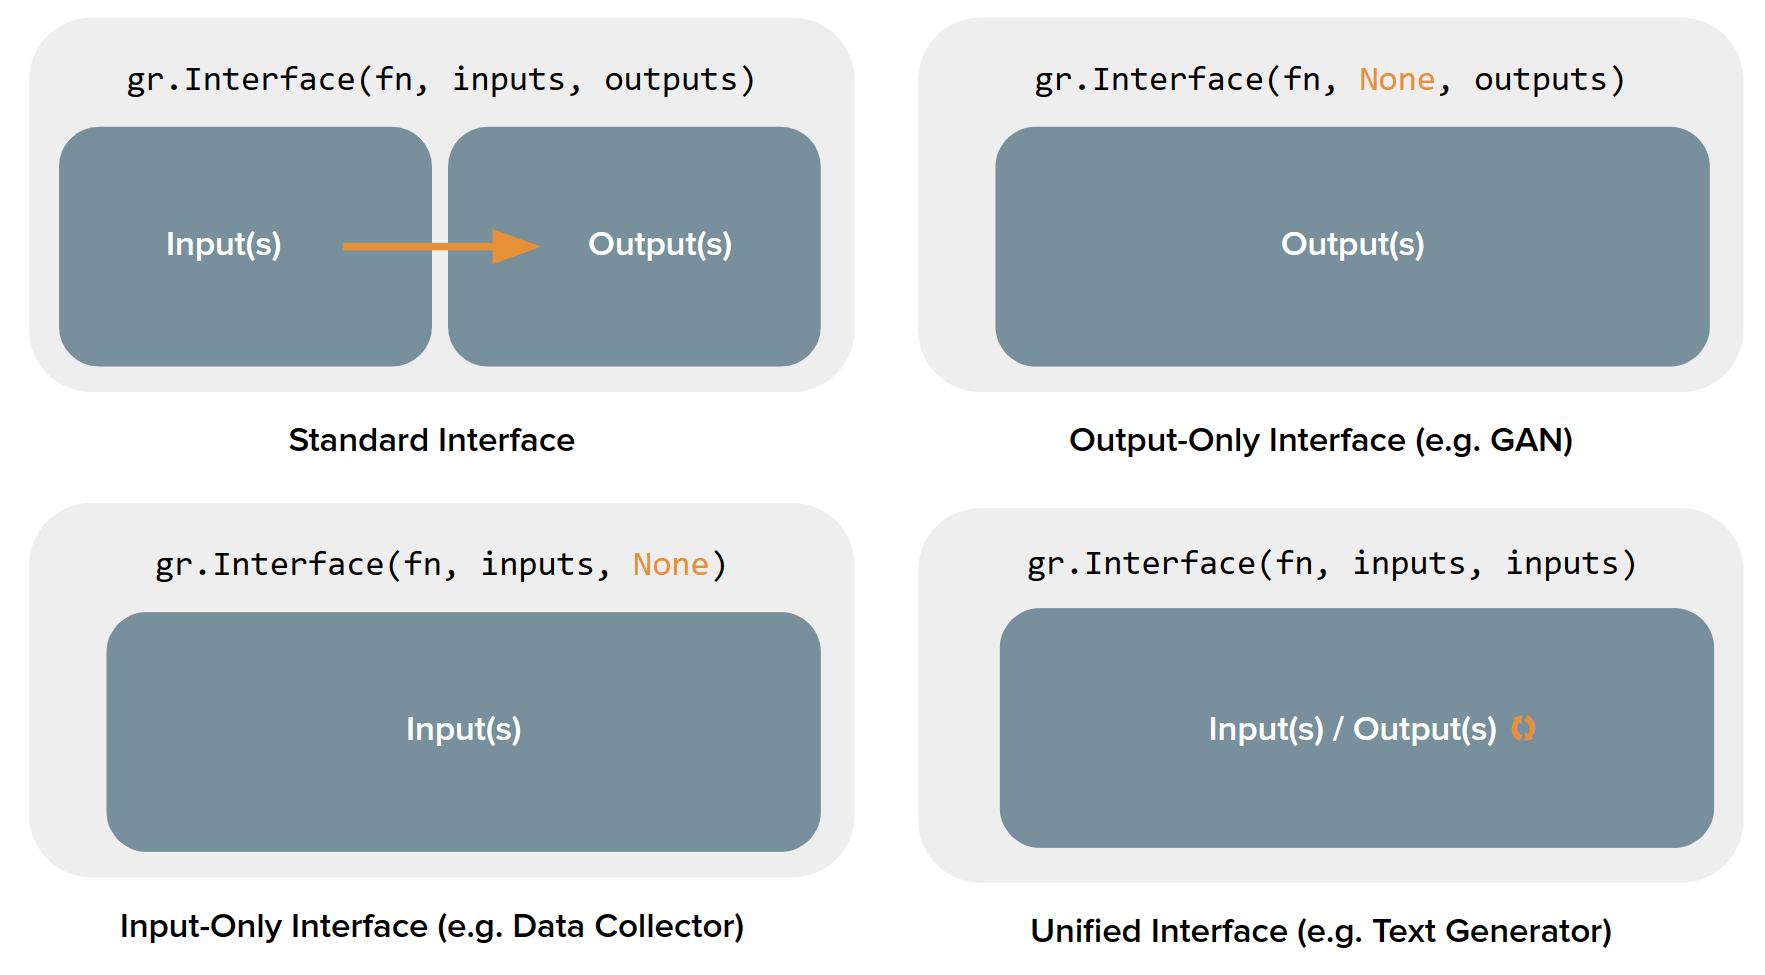 gr.Interface(fn, inputs, outputs)
Input(s)
Output(s)
Standard Interface
gr.Interface(fn, None, outputs)
Output(s)
Output-Only Interface (e.g. GAN)
gr.Interface(fn, inputs, None)
Input(s)
Input-Only Interface (e.g. Data Collector)
gr.Interface(fn, inputs, inputs)
Input(s) / Output(s)
Unified Interface (e.g. Text Generator)